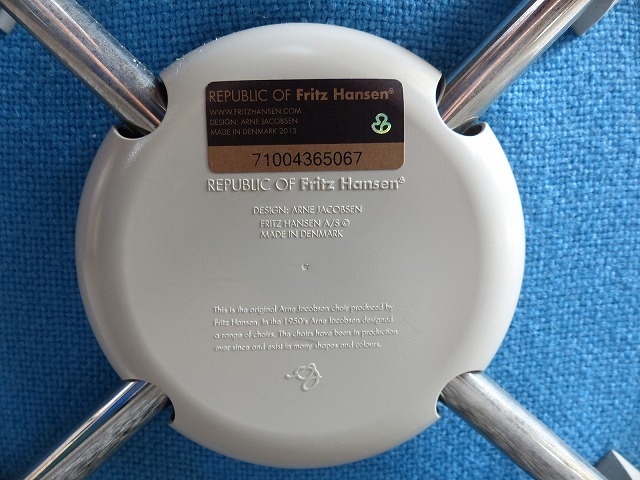 REPUBLIC OF Fritz Hansen®
WWW.FRITZHANSEN.COM
DESIGN: ARNE JACOBSEN
MADE IN DENMARK 2013
71004365067
REPUBLIC OF Fritz Hansen®
DESIGN: ARNE JACOBSEN
FRITZ HANSEN A/S ©
MADE IN DENMARK
G
This is the original Arne Jacobsen chair produced by
Fritz Hansen. In the 1950's Arne Jacobsen designed
a range of chairs. The chairs have been in production
ever since and exist in many shapes and colours.